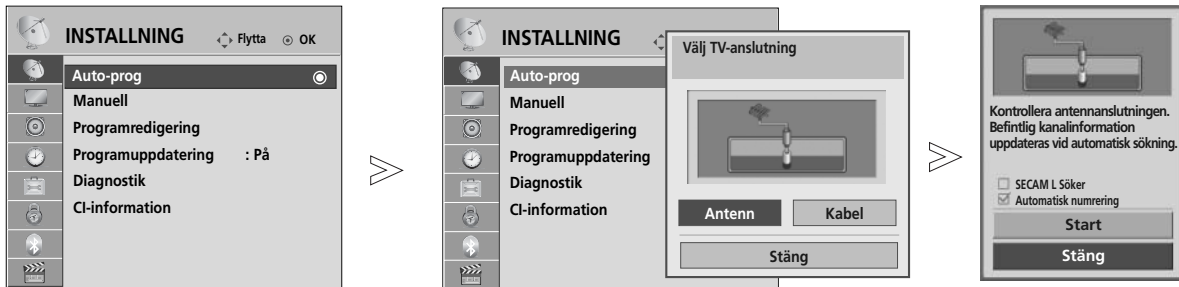 INSTALLNING Flytta OK
Auto-prog
Manuell
Programredigering
Programuppdatering : På
Diagnostik
CI-information
INSTALLNING
Auto-prog
Manuell
Programredigering
Programuppdatering
Diagnostik
CI-information
Välj TV-anslutning
Antenn Kabel
Stäng
Kontrollera antennanslutningen.
Befintlig kanalinformation
uppdateras vid automatisk sökning.
SECAM L Söker
Automatisk numrering
Start
Stäng